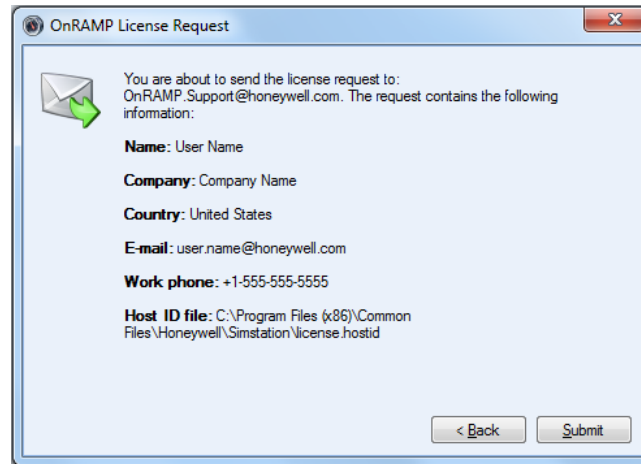 OnRAMP License Request
You are about to send the license request to:
OnRAMP.Support@honeywell.com. The request contains the following
information:
Name: User Name
Company: Company Name
Country: United States
E-mail: user.name@honeywell.com
Work phone: +1-555-555-5555
Host ID file: C:\Program Files (x86)\Common
Files\Honeywell\Simstation\license.hostid
< Back
Submit